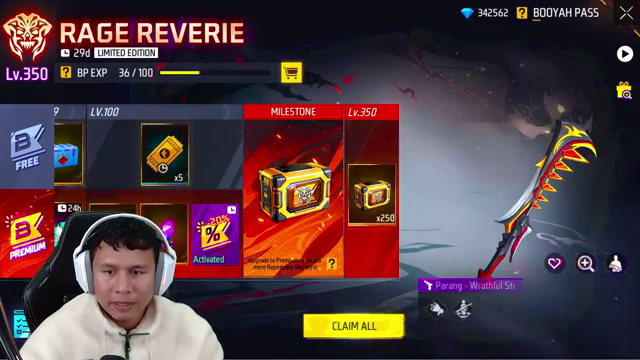 RAGE REVERIE
342562
? BOOYAH PASS
29d LIMITED EDITION
Lv.350
? BP EXP 36 / 100
9
LV.100
MILESTONE
Lv.350
FREE
x5
x250
24h
-20%
%
PREMIUM
Activated
Upgrade to Premium to unlock
more Repeatable Rewards!
?
Parang - Wrathful Str
CLAIM ALL